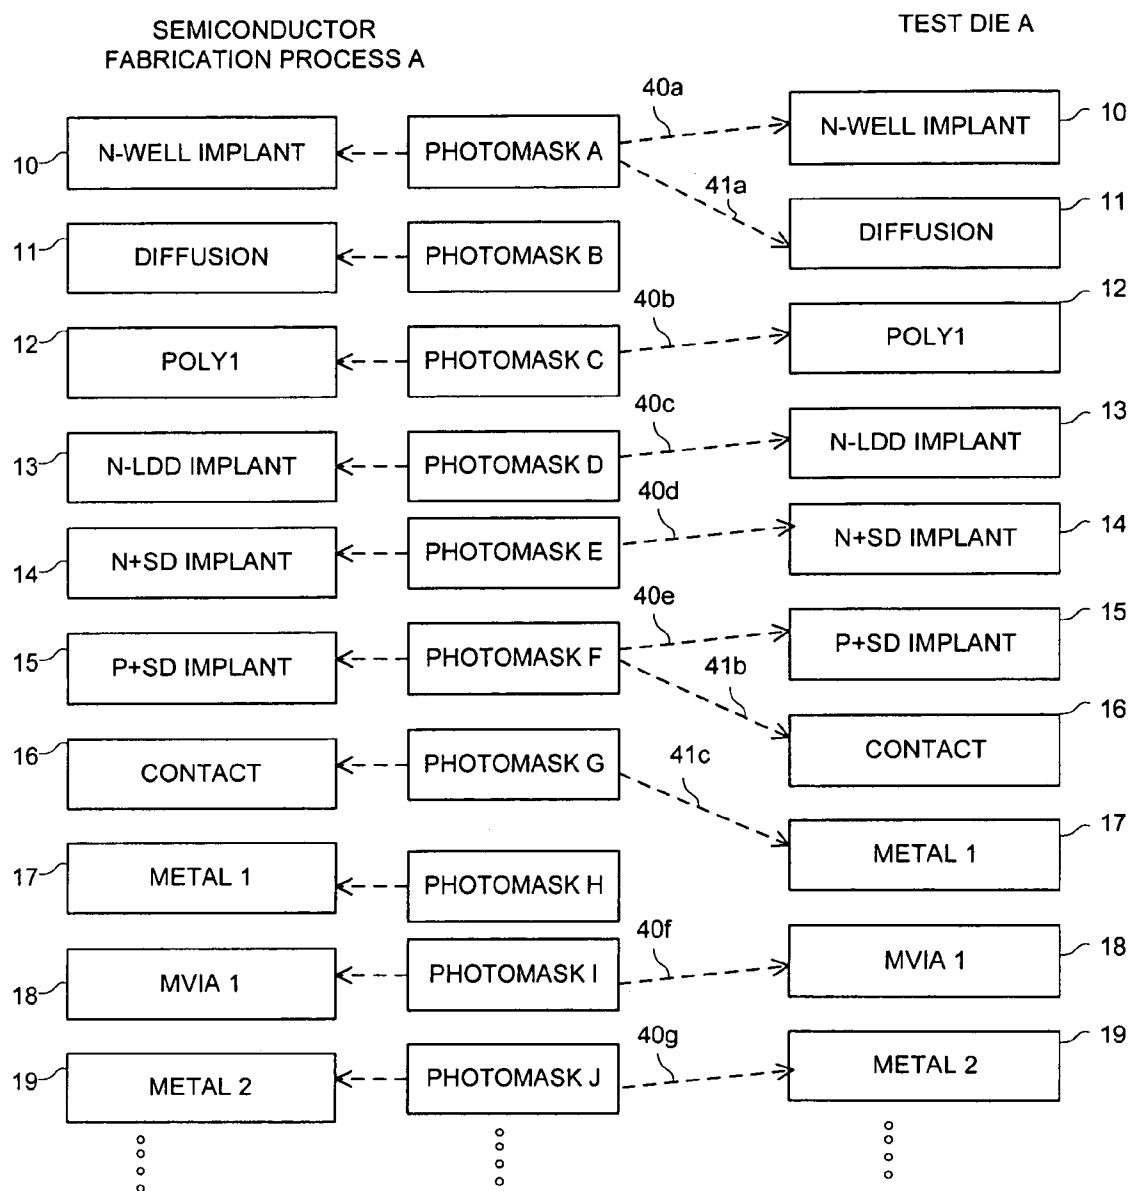 SEMICONDUCTOR
FABRICATION PROCESS A
TEST DIE A
10 N-WELL IMPLANT PHOTOMASK A 40a 41a N-WELL IMPLANT 10
11 DIFFUSION PHOTOMASK B DIFFUSION 11
12 POLY1 PHOTOMASK C 40b POLY1 12
13 N-LDD IMPLANT PHOTOMASK D 40c N-LDD IMPLANT 13
14 N+SD IMPLANT PHOTOMASK E 40d N+SD IMPLANT 14
15 P+SD IMPLANT PHOTOMASK F 40e 41b P+SD IMPLANT 15
16 CONTACT PHOTOMASK G 41c CONTACT 16
17 METAL 1 PHOTOMASK H METAL 1 17
18 MVIA 1 PHOTOMASK I 40f MVIA 1 18
19 METAL 2 PHOTOMASK J 40g METAL 2 19